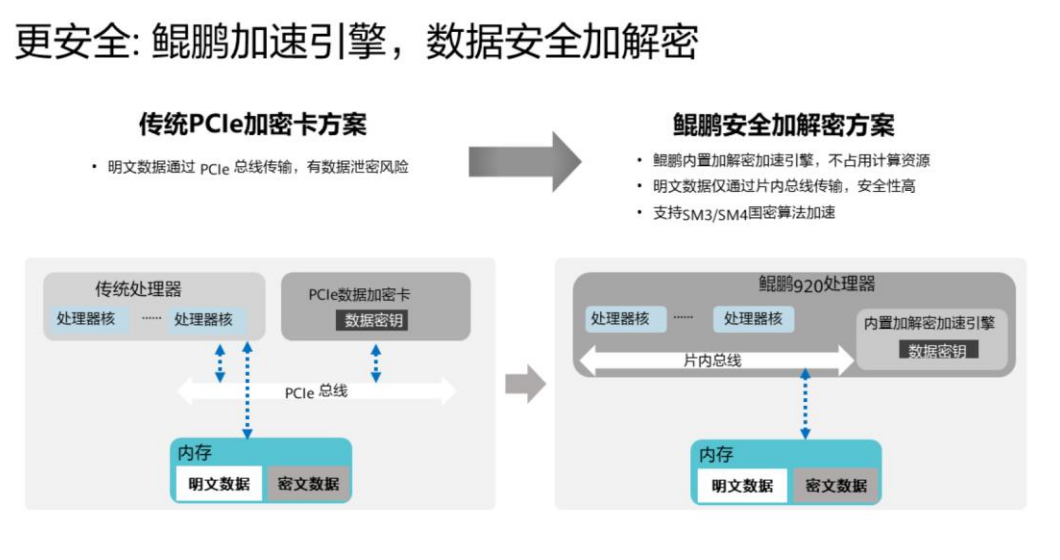 更安全: 鲲鹏加速引擎，数据安全加解密
传统PCIe加密卡方案
• 明文数据通过 PCIe 总线传输，有数据泄密风险
鲲鹏安全加解密方案
• 鲲鹏内置加解密加速引擎，不占用计算资源
• 明文数据仅通过片内总线传输，安全性高
• 支持SM3/SM4国密算法加速
传统处理器
处理器核 ······ 处理器核
PCIe数据加密卡
数据密钥
PCIe 总线
内存
明文数据 密文数据
鲲鹏920处理器
处理器核 ······ 处理器核
内置加解密加速引擎
数据密钥
片内总线
内存
明文数据 密文数据